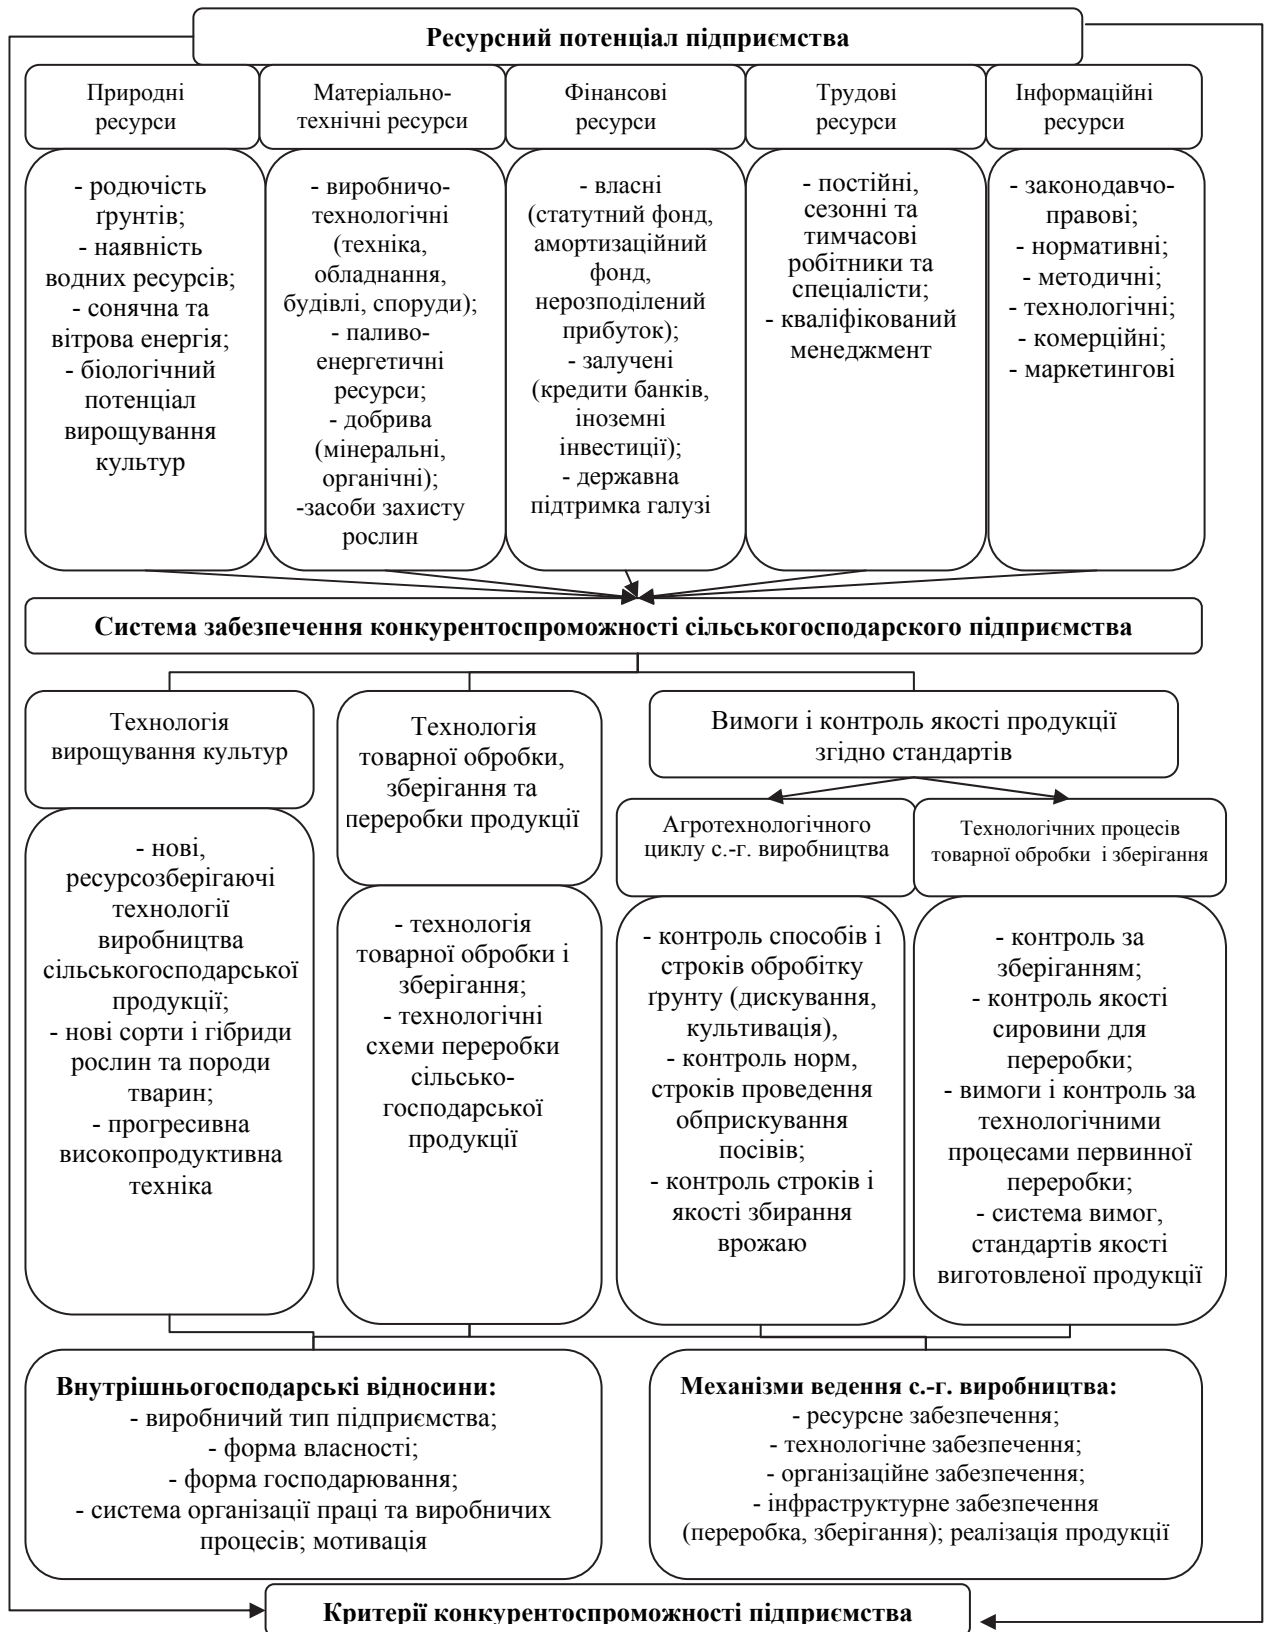 Ресурсний потенціал підприємства
Природні
ресурси
Матеріально-
технічні ресурси
Фінансові
ресурси
Трудові
ресурси
Інформаційні
ресурси
- родючість
ґрунтів;
- наявність
водних ресурсів;
- сонячна та
вітрова енергія;
- біологічний
потенціал
вирощування
культур
- виробничо-
технологічні
(техніка,
обладнання,
будівлі, споруди);
- паливо-
енергетичні
ресурси;
- добрива
(мінеральні,
органічні);
-засоби захисту
рослин
- власні
(статутний фонд,
амортизаційний
фонд,
нерозподілений
прибуток);
- залучені
(кредити банків,
іноземні
інвестиції);
- державна
підтримка галузі
- постійні,
сезонні та
тимчасові
робітники та
спеціалісти;
- кваліфікований
менеджмент
- законодавчо-
правові;
- нормативні;
- методичні;
- технологічні;
- комерційні;
- маркетингові
Система забезпечення конкурентоспроможності сільськогосподарского підприємства
Технологія
вирощування культур
Технологія
товарної обробки,
зберігання та
переробки продукції
Вимоги і контроль якості продукції
згідно стандартів
Агротехнологічного
циклу с.-г. виробництва
Технологічних процесів
товарної обробки і зберігання
- нові,
ресурсозберігаючі
технології
виробництва
сільськогосподарської
продукції;
- нові сорти і гібриди
рослин та породи
тварин;
- прогресивна
високопродуктивна
техніка
- технологія
товарної обробки і
зберігання;
- технологічні
схеми переробки
сільсько-
господарської
продукції
- контроль способів і
строків обробітку
ґрунту (дискування,
культивація),
- контроль норм,
строків проведення
обприскування
посівів;
- контроль строків і
якості збирання
врожаю
- контроль за
зберіганням;
- контроль якості
сировини для
переробки;
- вимоги і контроль за
технологічними
процесами первинної
переробки;
- система вимог,
стандартів якості
виготовленої продукції
Внутрішньогосподарські відносини:
- виробничий тип підприємства;
- форма власності;
- форма господарювання;
- система організації праці та виробничих
процесів; мотивація
Механізми ведення с.-г. виробництва:
- ресурсне забезпечення;
- технологічне забезпечення;
- організаційне забезпечення;
- інфраструктурне забезпечення
(переробка, зберігання); реалізація продукції
Критерії конкурентоспроможності підприємства